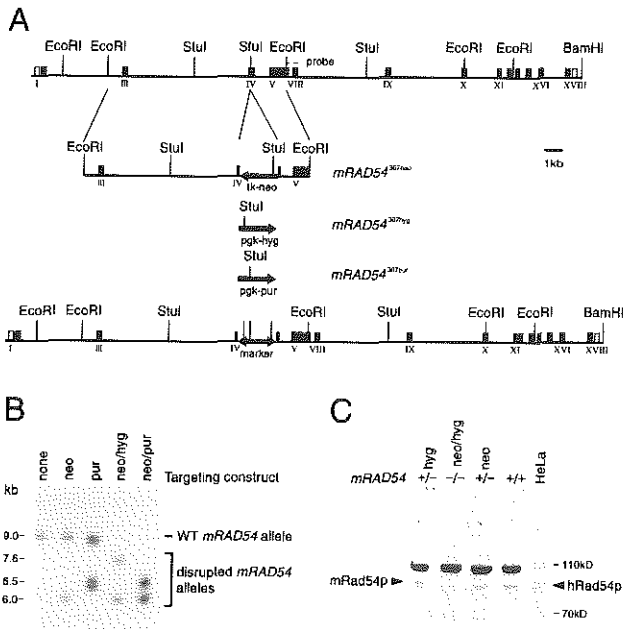 A
EcoRI EcoRI StuI SfuI EcoRI probe StuI EcoRI EcoRI BamHI
I III IV V VIII IX X XI XVI XVIII
EcoRI StuI StuI EcoRI
III IV tk-neo V
mRAD54
1kb
StuI
pgk-hyg
mRAD54
StuI
pgk-pur
mRAD54
EcoRI EcoRI StuI EcoRI StuI EcoRI EcoRI BamHI
I III IV marker V VIII IX X XI XVI XVIII
B
none neo pur neo/hyg neo/pur Targeting construct
kb
9.0- - WT mRAD54 allele
7.6-
6.5- disrupted mRAD54
6.0- alleles
C
hyg neo/hyg neo
mRAD54 +/- -/- +/- +/+ HeLa
- 110kD
mRad54p hRad54p
- 70kD